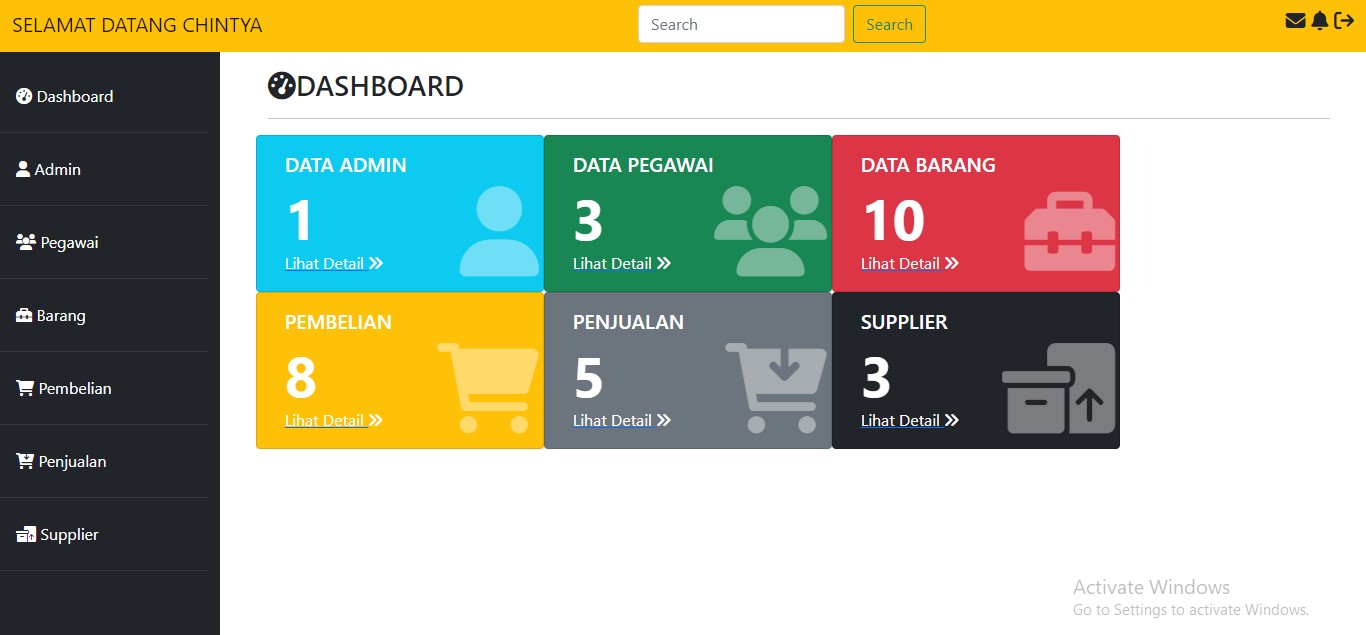 SELAMAT DATANG CHINTYA
Search
Search
Dashboard
Admin
Pegawai
Barang
Pembelian
Penjualan
Supplier
DASHBOARD
DATA ADMIN
1
Lihat Detail
DATA PEGAWAI
3
Lihat Detail
DATA BARANG
10
Lihat Detail
PEMBELIAN
8
Lihat Detail
PENJUALAN
5
Lihat Detail
SUPPLIER
3
Lihat Detail
Activate Windows
Go to Settings to activate Windows.